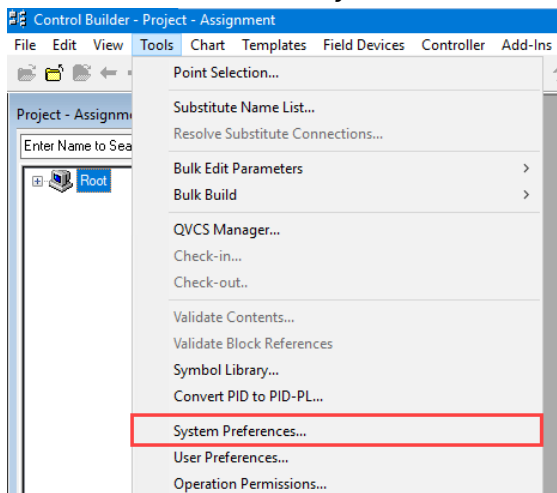 Control Builder - Project - Assignment
File Edit View Tools Chart Templates Field Devices Controller Add-Ins
Point Selection...
Project - Assignm
Substitute Name List...
Enter Name to Sea
Resolve Substitute Connections...
Root
Bulk Edit Parameters >
Bulk Build >
QVCS Manager...
Check-in...
Check-out..
Validate Contents...
Validate Block References
Symbol Library...
Convert PID to PID-PL...
System Preferences...
User Preferences...
Operation Permissions...